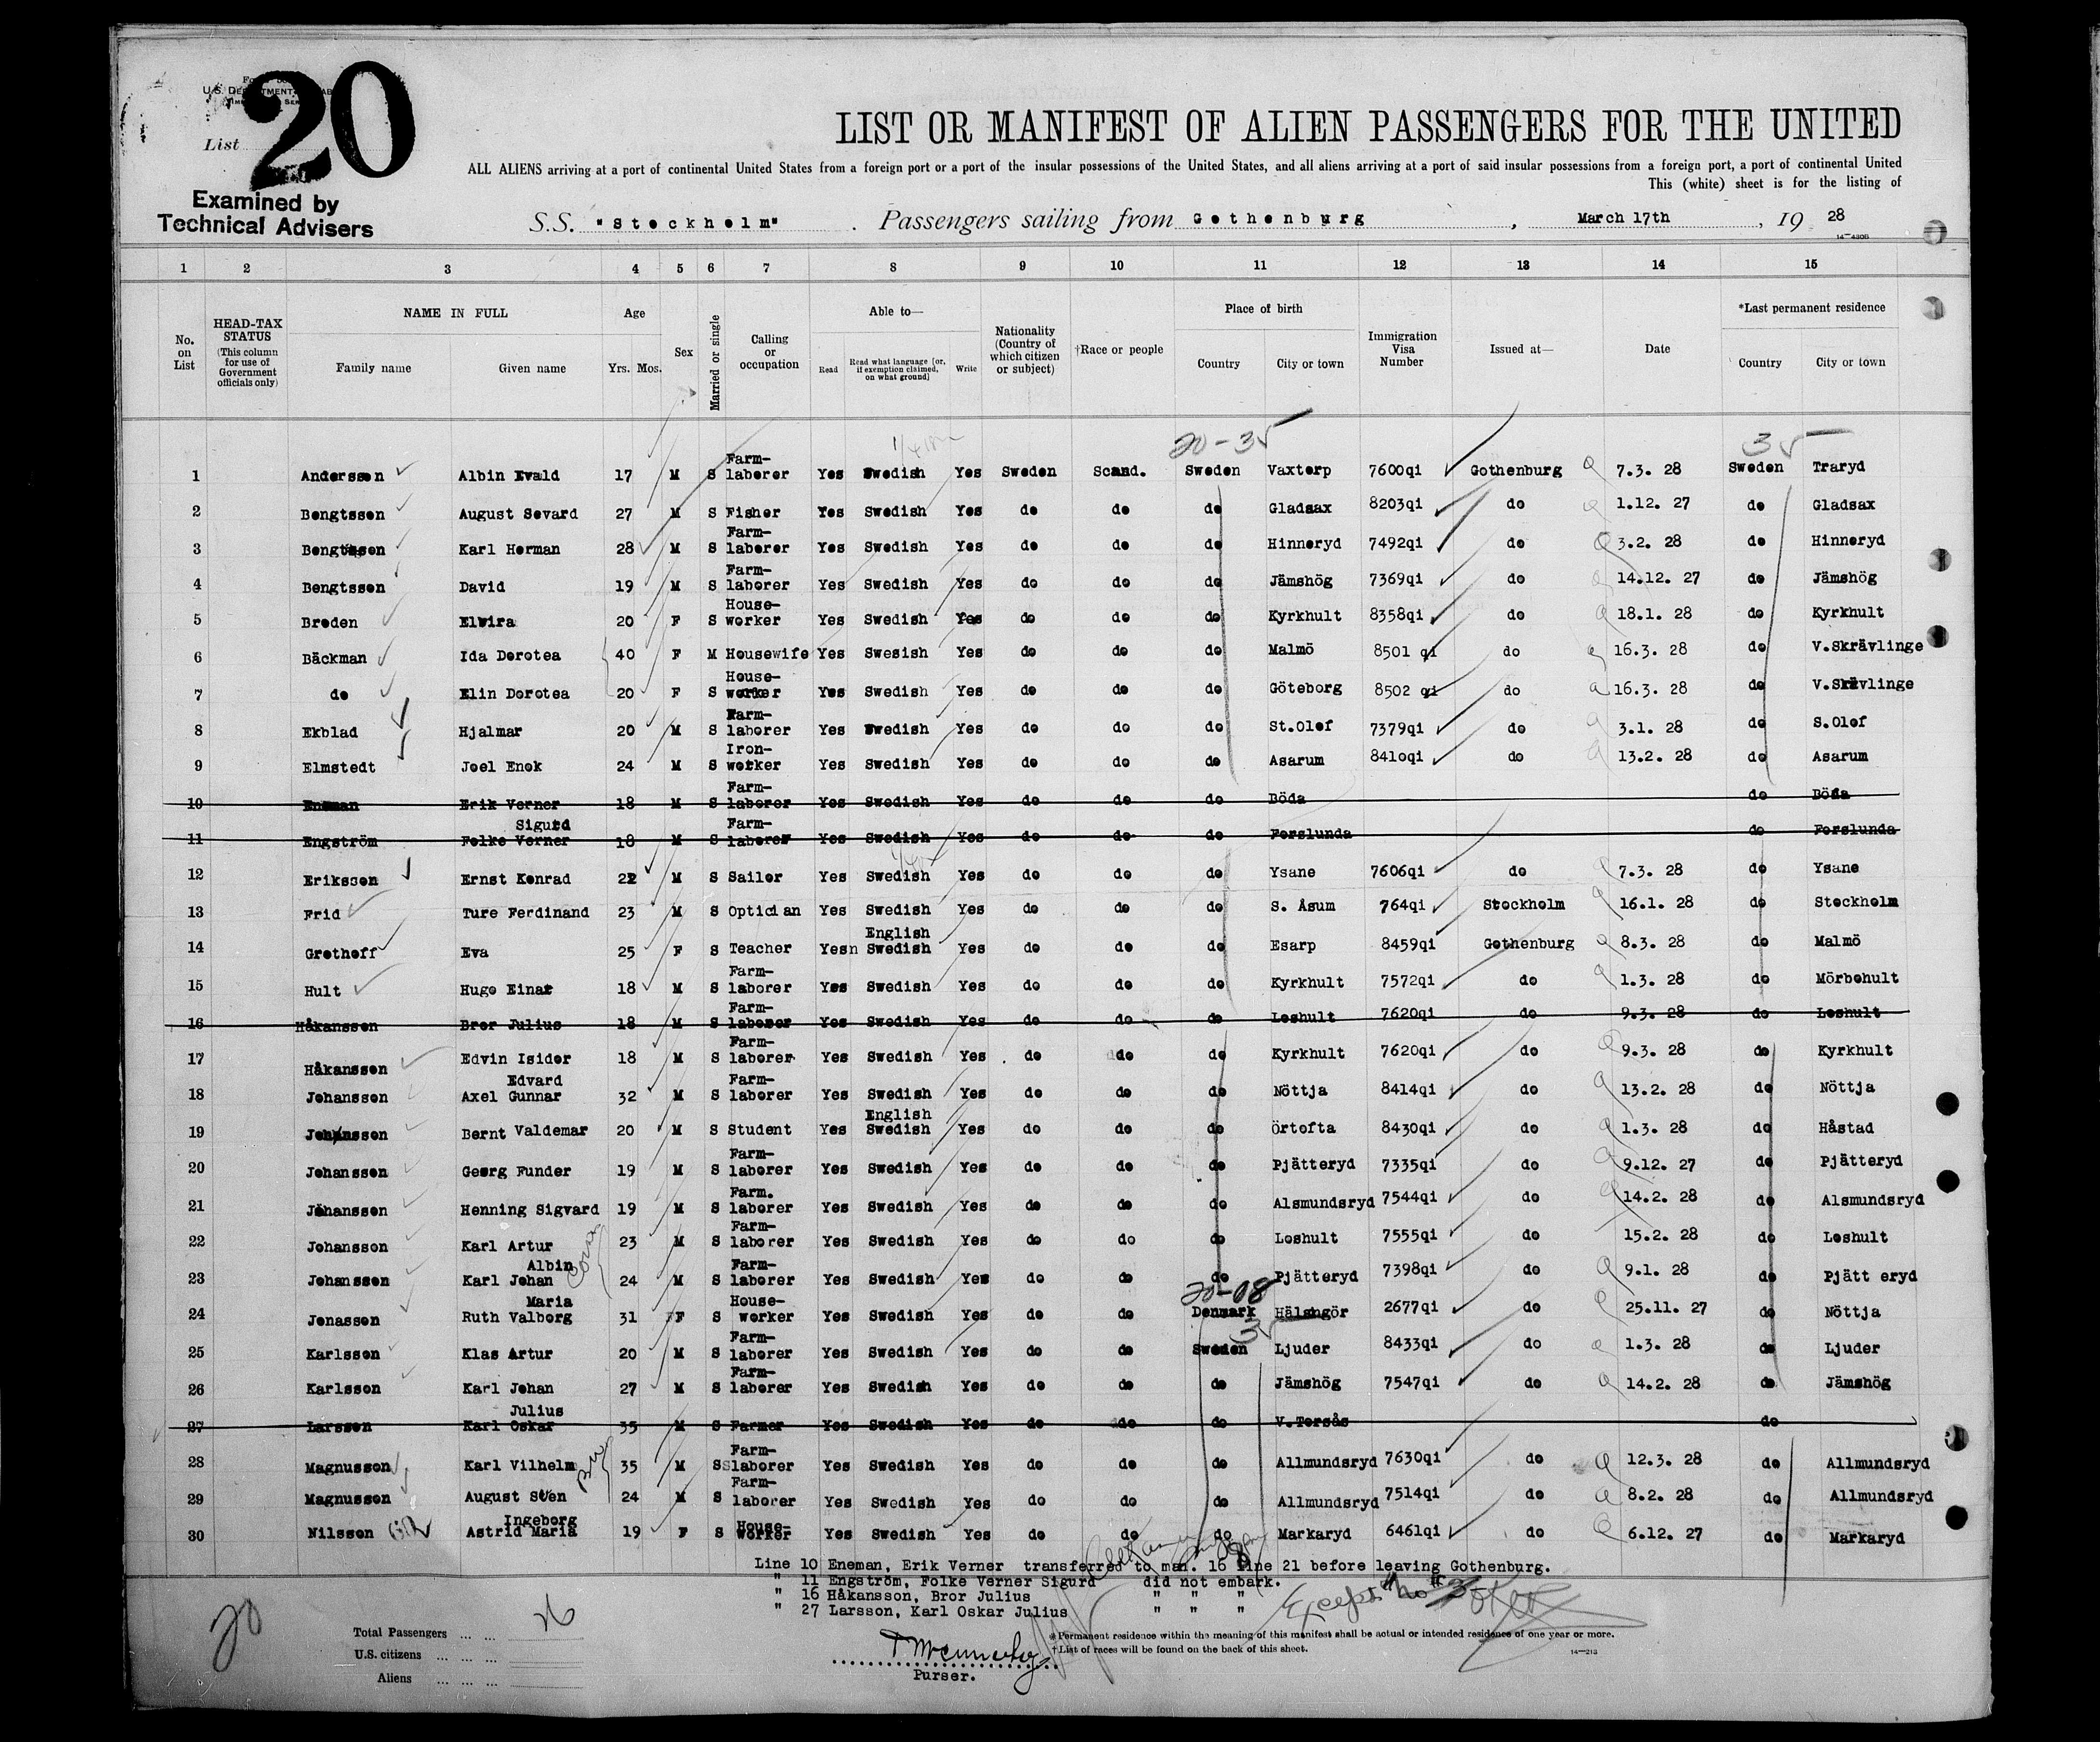 20
U.S. DEPARTMENT OF LABOR
List
Examined by
Technical Advisers
LIST OR MANIFEST OF ALIEN PASSENGERS FOR THE UNITED
ALL ALIENS arriving at a port of continental United States from a foreign port or a port of the insular possessions of the United States, and all aliens arriving at a port of said insular possessions from a foreign port, a port of continental United
This (white) sheet is for the listing of
S.S. "Stockholm" . Passengers sailing from Gothenburg , March 17th , 19 28
14—430B
1 2 3 4 5 6 7 8 9 10 11 12 13 14 15
No. on List
HEAD-TAX STATUS (This column for use of Government officials only)
NAME IN FULL
Family name Given name
Age
Yrs. Mos.
Sex
Married or single
Calling or occupation
Able to—
Read Read what language [or, if exemption claimed, on what ground] Write
Nationality (Country of which citizen or subject)
†Race or people
Place of birth
Country City or town
Immigration Visa Number
Issued at—
Date
*Last permanent residence
Country City or town
20-35 35
1 Andersson Albin Evald 17 M S Farm-laborer Yes Swedish Yes Sweden Scand. Sweden Vaxtorp 7600qi Gothenburg 7.3. 28 Sweden Traryd
2 Bengtsson August Sevard 27 M S Fisher Yes Swedish Yes do do do Gladsax 8203qi do 1.12. 27 do Gladsax
3 Bengtsson Karl Herman 28 M S Farm-laborer Yes Swedish Yes do do do Hinneryd 7492qi do 3.2. 28 do Hinneryd
4 Bengtsson David 19 M S Farm-laborer Yes Swedish Yes do do do Jämshög 7369qi do 14.12. 27 do Jämshög
5 Broden Elvira 20 F S House-worker Yes Swedish Yes do do do Kyrkhult 8358qi do 18.1. 28 do Kyrkhult
6 Bäckman Ida Dorotea 40 F M Housewife Yes Swesish Yes do do do Malmö 8501 qi do 16.3. 28 do V.Skrävlinge
7 do Elin Dorotea 20 F S House-worker Yes Swedish Yes do do do Göteborg 8502 qi do 16.3. 28 do V.Skrävlinge
8 Ekblad Hjalmar 20 M S Farm-laborer Yes Swedish Yes do do do St.Olof 7379qi do 3.1. 28 do S.Olof
9 Elmstedt Joel Enok 24 M S Iron-worker Yes Swedish Yes do do do Asarum 8410qi do 13.2. 28 do Asarum
10 Eneman Erik Verner 18 M S Farm-laborer Yes Swedish Yes do do do Böda do Böda
11 Engström Folke Verner Sigurd 18 M S Farm-laborer Yes Swedish Yes do do do Forslunda do Forslunda
12 Eriksson Ernst Konrad 22 M S Sailor Yes Swedish Yes do do do Ysane 7606qi do 7.3. 28 do Ysane
13 Frid Ture Ferdinand 23 M S Optician Yes Swedish Yes do do do S. Åsum 764qi Stockholm 16.1. 28 do Stockholm
14 Grothoff Eva 25 F S Teacher Yesn English Swedish Yes do do do Esarp 8459qi Gothenburg 8.3. 28 do Malmö
15 Hult Hugo Einar 18 M S Farm-laborer Yes Swedish Yes do do do Kyrkhult 7572qi do 1.3. 28 do Mörbohult
16 Håkansson Bror Julius 18 M S Farm-laborer Yes Swedish Yes do do do Loshult 7620qi do 9.3. 28 do Loshult
17 Håkansson Edvin Isidor 18 M S Farm-laborer Yes Swedish Yes do do do Kyrkhult 7620qi do 9.3. 28 do Kyrkhult
18 Johansson Axel Gunnar Edvard 32 M S Farm-laborer Yes Swedish Yes do do do Nöttja 8414qi do 13.2. 28 do Nöttja
19 Johansson Bernt Valdemar 20 M S Student Yes English Swedish Yes do do do Örtofta 8430qi do 1.3. 28 do Håstad
20 Johansson Georg Funder 19 M S Farm-laborer Yes Swedish Yes do do do Pjätteryd 7335qi do 9.12. 27 do Pjätteryd
21 Johansson Henning Sigvard 19 M S Farm. laborer Yes Swedish Yes do do do Alsmundsryd 7544qi do 14.2. 28 do Alsmundsryd
22 Johansson Karl Artur 23 M S Farm-laborer Yes Swedish Yes do do do Loshult 7555qi do 15.2. 28 do Loshult
23 Johansson Karl Johan Albin 24 M S Farm-laborer Yes Swedish Yes do do do Pjätteryd 7398qi do 9.1. 28 do Pjätt eryd
20-08
24 Jonasson Ruth Valborg Maria 31 F S House-worker Yes Swedish Yes do do Denmark Hälsngör 2677qi do 25.11. 27 do Nöttja
35
25 Karlsson Klas Artur 20 M S Farm-laborer Yes Swedish Yes do do Sweden Ljuder 8433qi do 1.3. 28 do Ljuder
26 Karlsson Karl Johan 27 M S Farm-laborer Yes Swedish Yes do do do Jämshög 7547qi do 14.2. 28 do Jämshög
27 Larsson Karl Oskar Julius 35 M S Farmer Yes Swedish Yes do do do V.Torsås do
28 Magnusson Karl Vilhelm 35 M S Farm-laborer Yes Swedish Yes do do do Allmundsryd 7630qi do 12.3. 28 do Allmundsryd
29 Magnusson August Sven 24 M S Farm-laborer Yes Swedish Yes do do do Allmundsryd 7514qi do 8.2. 28 do Allmundsryd
30 Nilsson Astrid Maria Ingeborg 19 F S House-worker Yes Swedish Yes do do do Markaryd 6461qi do 6.12. 27 do Markaryd
Line 10 Eneman, Erik Verner transferred to man. 16 line 21 before leaving Gothenburg.
" 11 Engström, Folke Verner Sigurd did not embark.
" 16 Håkansson, Bror Julius " " "
" 27 Larsson, Karl Oskar Julius " " "
20
Total Passengers ... ... 26
U.S. citizens ... ... ...
Aliens ... ... ...
Purser.
* Permanent residence within the meaning of this manifest shall be actual or intended residence of one year or more.
† List of races will be found on the back of this sheet.
14—213